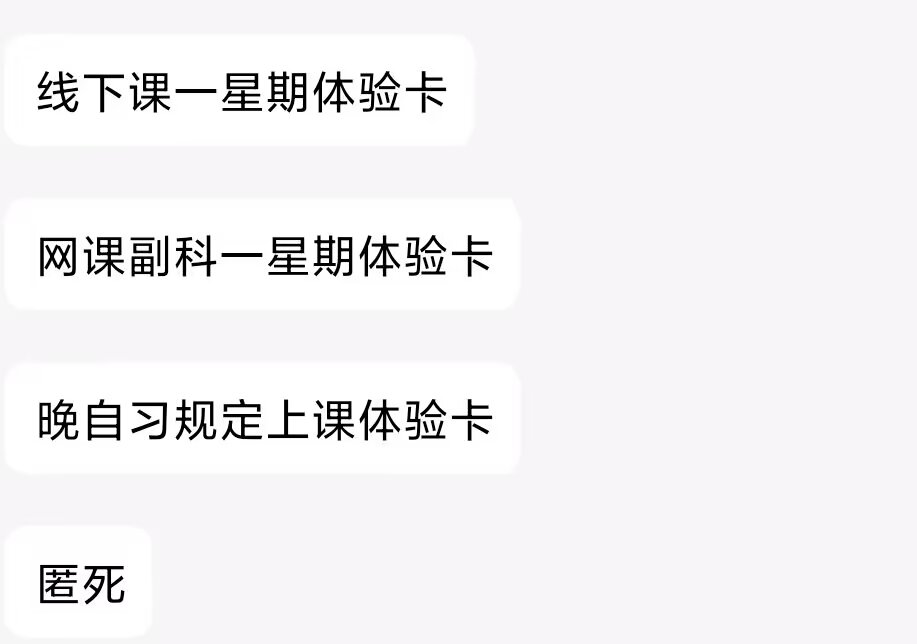 线下课一星期体验卡
网课副科一星期体验卡
晚自习规定上课体验卡
匿死